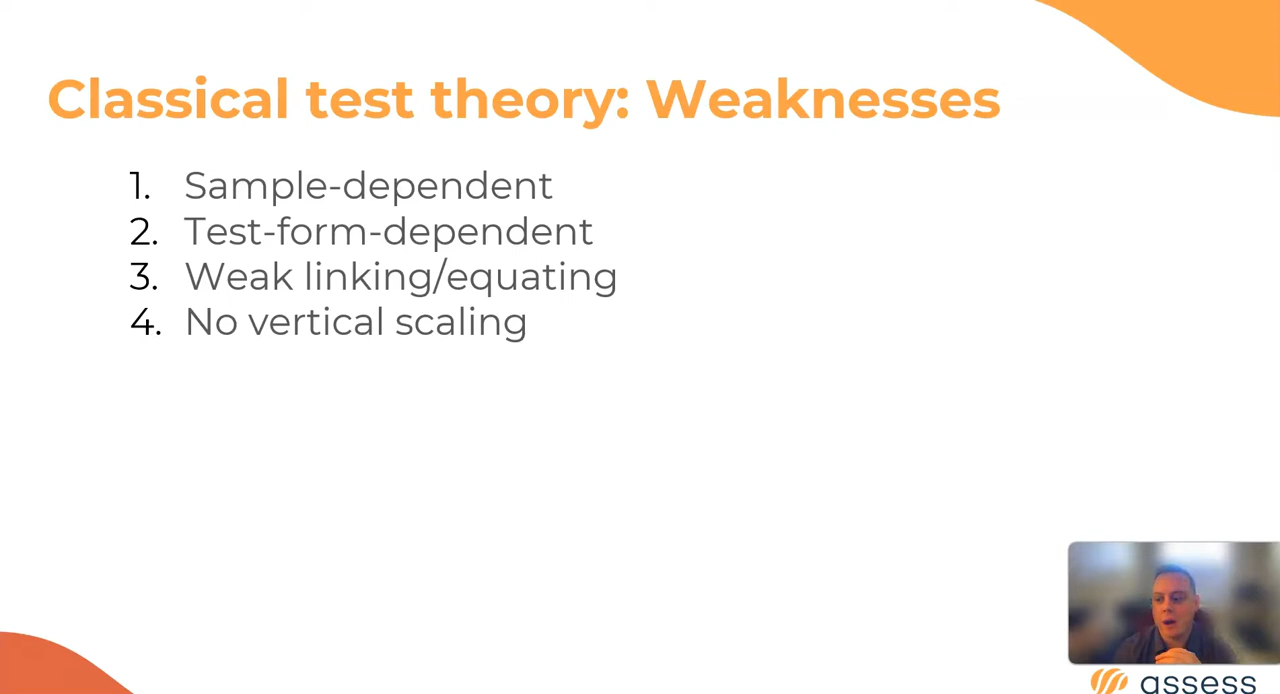 Classical test theory: Weaknesses
1. Sample-dependent
2. Test-form-dependent
3. Weak linking/equating
4. No vertical scaling
assess